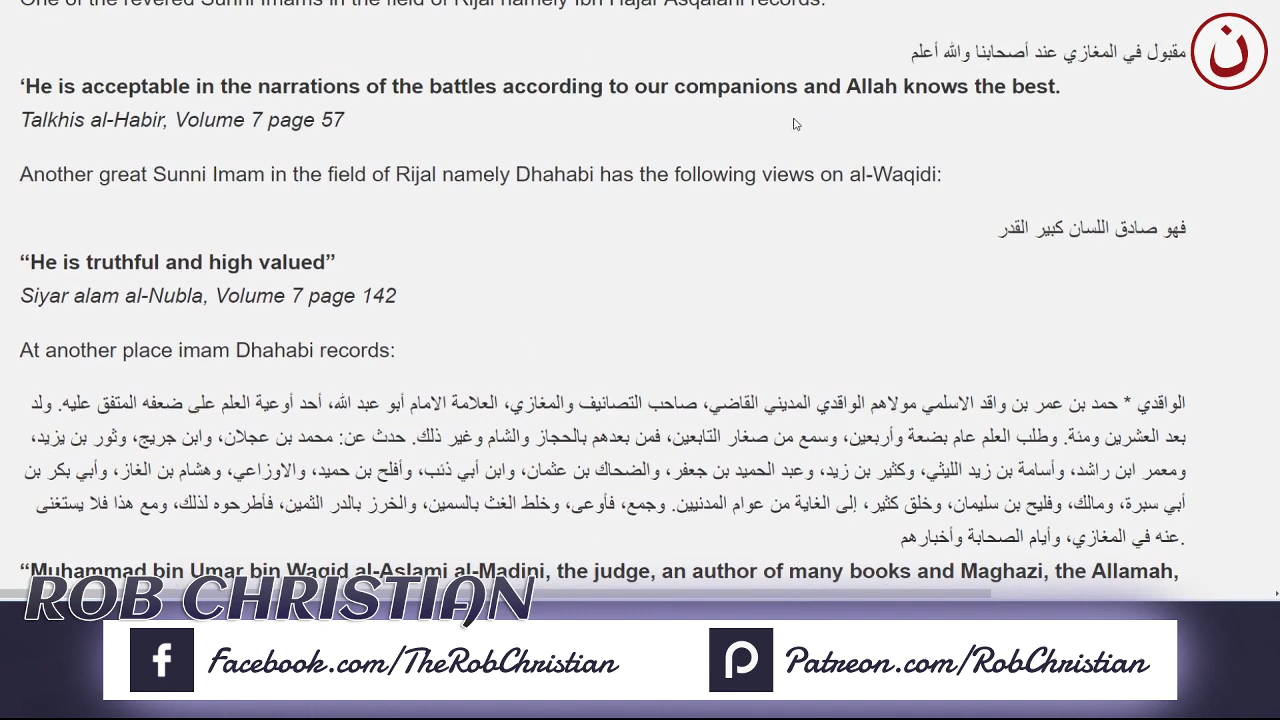 One of the revered Sunni Imams in the field of Rijal namely Ibn Hajar Asqalani records:
مقبول في المغازي عند أصحابنا والله أعلم
ن
‘He is acceptable in the narrations of the battles according to our companions and Allah knows the best.
Talkhis al-Habir, Volume 7 page 57
Another great Sunni Imam in the field of Rijal namely Dhahabi has the following views on al-Waqidi:
فهو صادق اللسان كبير القدر
“He is truthful and high valued”
Siyar alam al-Nubla, Volume 7 page 142
At another place imam Dhahabi records:
الواقدي * حمد بن عمر بن واقد الاسلمي مولاهم الواقدي المديني القاضي، صاحب التصانيف والمغازي، العلامة الامام أبو عبد الله، أحد أوعية العلم على ضعفه المتفق عليه. ولد
بعد العشرين ومئة. وطلب العلم عام بضعة وأربعين، وسمع من صغار التابعين، فمن بعدهم بالحجاز والشام وغير ذلك. حدث عن: محمد بن عجلان، وابن جريج، وثور بن يزيد،
ومعمر ابن راشد، وأسامة بن زيد الليثي، وكثير بن زيد، وعبد الحميد بن جعفر، والضحاك بن عثمان، وابن أبي ذئب، وأفلح بن حميد، والاوزاعي، وهشام بن الغاز، وأبي بكر بن
أبي سبرة، ومالك، وفليح بن سليمان، وخلق كثير، إلى الغاية من عوام المدنيين. وجمع، فأوعى، وخلط الغث بالسمين، والخرز بالدر الثمين، فأطرحوه لذلك، ومع هذا فلا يستغنى
.عنه في المغازي، وأيام الصحابة وأخبارهم
“Muhammad bin Umar bin Waqid al-Aslami al-Madini, the judge, an author of many books and Maghazi, the Allamah,
ROB CHRISTIAN
f Facebook.com/TheRobChristian
Patreon.com/RobChristian